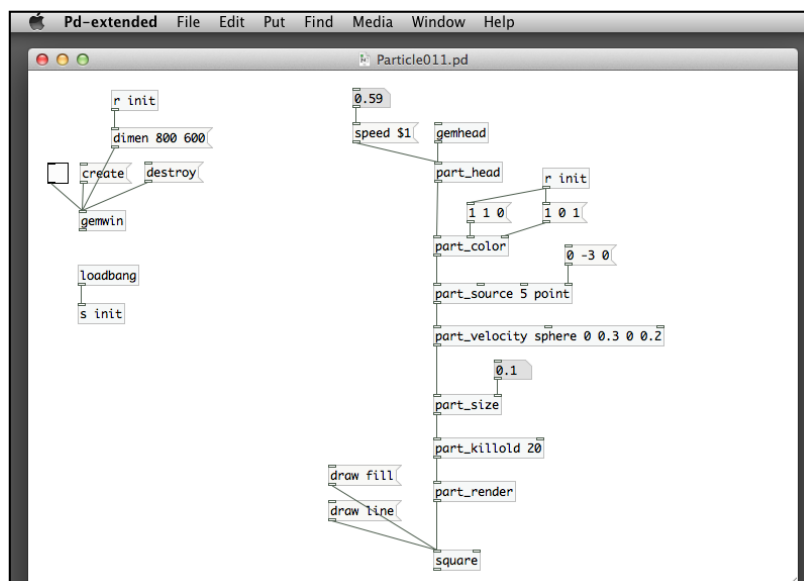 Pd-extended File Edit Put Find Media Window Help
Particle011.pd
r init
dimen 800 600
create
destroy
gemwin
loadbang
s init
0.59
speed $1
gemhead
part_head
r init
1 1 0
1 0 1
part_color
0 -3 0
part_source 5 point
part_velocity sphere 0 0.3 0 0.2
0.1
part_size
part_killold 20
draw fill
part_render
draw line
square